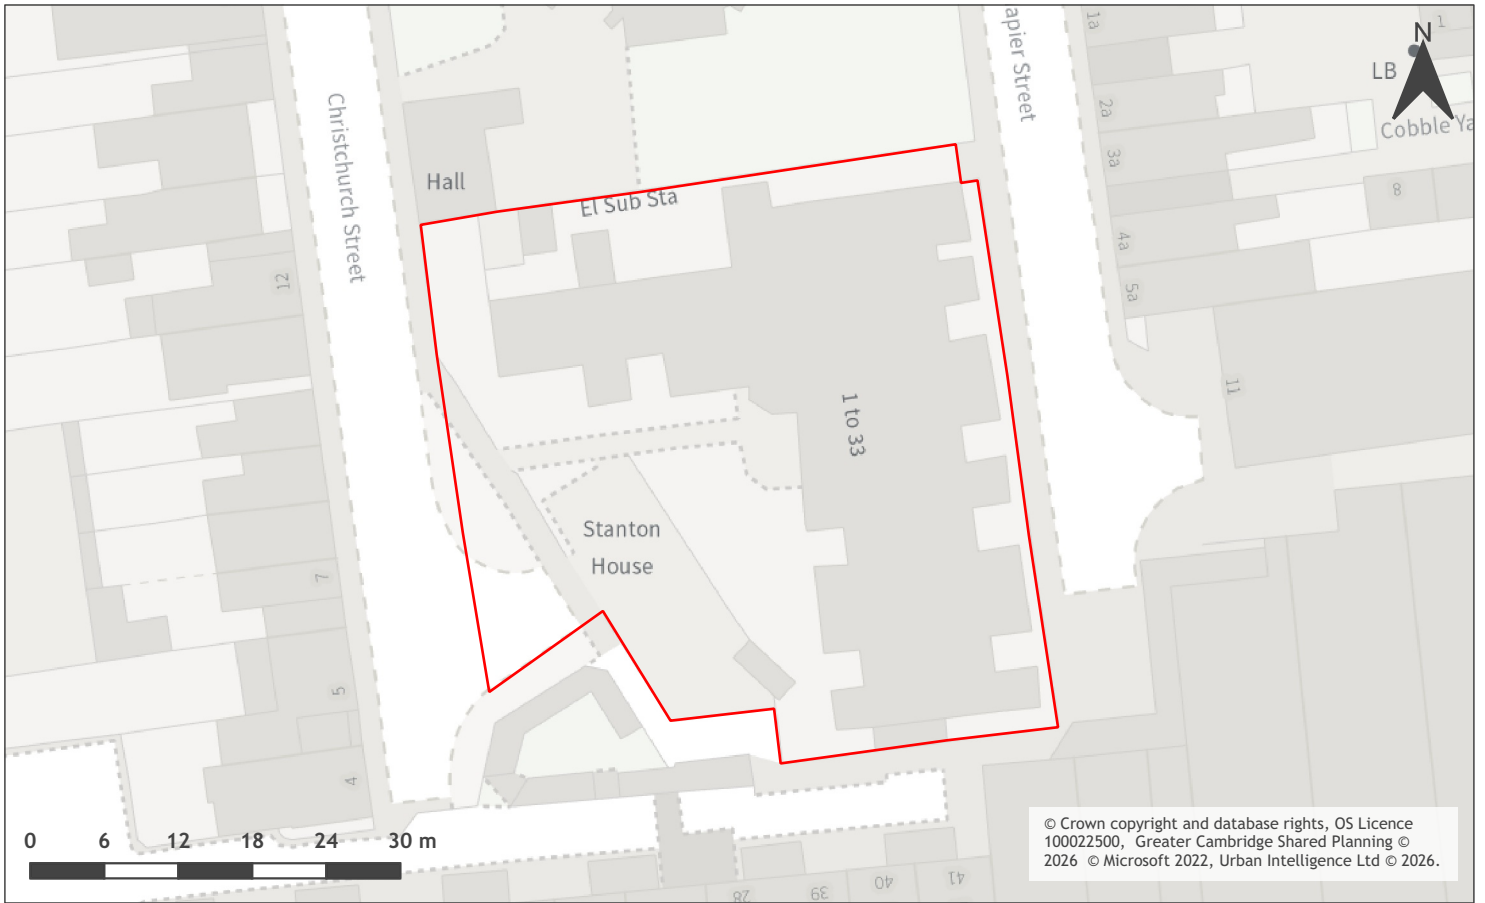 1a
1
N
apier Street
LB
2a
Cobble Ya
3a
Christchurch Street
Hall
8
El Sub Sta
4a
12
5a
11
1 to 33
Stanton
House
7
5
4
0 6 12 18 24 30 m
© Crown copyright and database rights, OS Licence
100022500, Greater Cambridge Shared Planning ©
2026 © Microsoft 2022, Urban Intelligence Ltd © 2026.
28
39
40
41